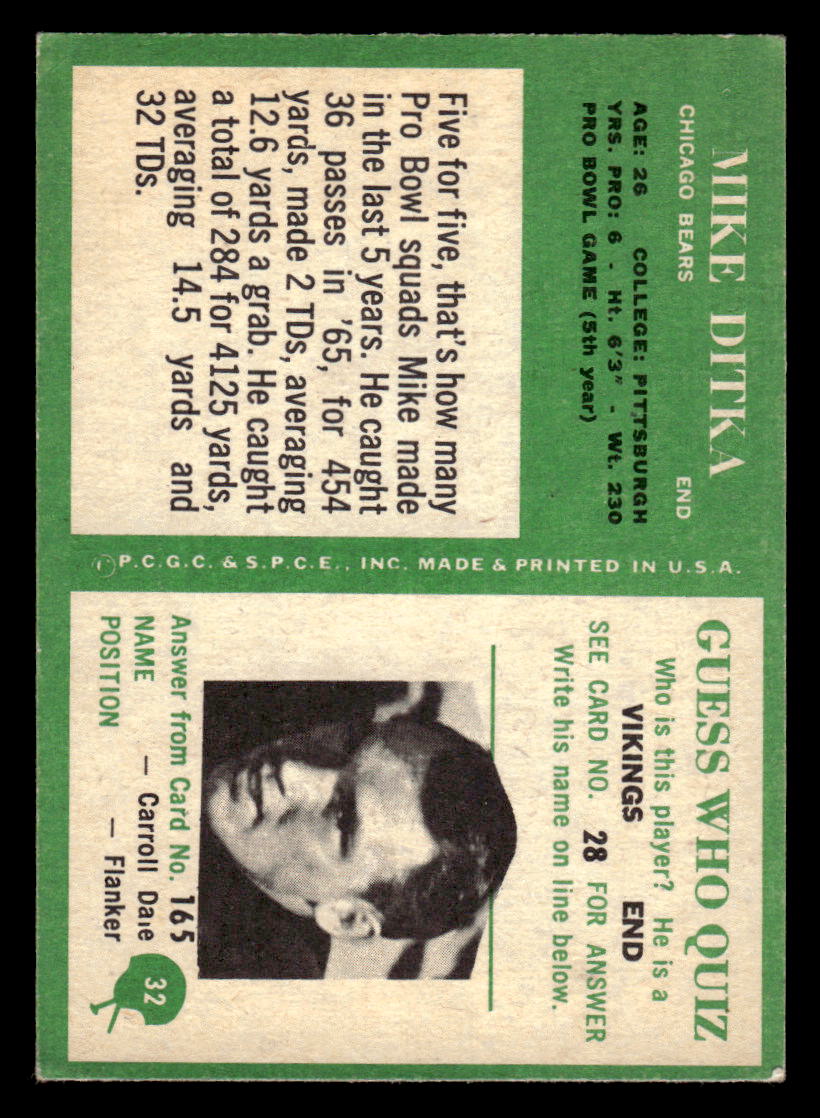 MIKE DITKA
CHICAGO BEARS END
AGE: 26 COLLEGE: PITTSBURGH
YRS. PRO: 6 - Ht. 6'3" - Wt. 230
PRO BOWL GAME (5th year)
Five for five, that's how many
Pro Bowl squads Mike made
in the last 5 years. He caught
36 passes in '65, for 454
yards, made 2 TDs, averaging
12.6 yards a grab. He caught
a total of 284 for 4125 yards,
averaging 14.5 yards and
32 TDs.
©P.C.G.C. & S.P.C.E., INC. MADE & PRINTED IN U.S.A.
GUESS WHO QUIZ
Who is this player? He is a
VIKINGS END
SEE CARD NO. 28 FOR ANSWER
Write his name on line below.
Answer from Card No. 165
NAME — Carroll Dale
POSITION — Flanker
32